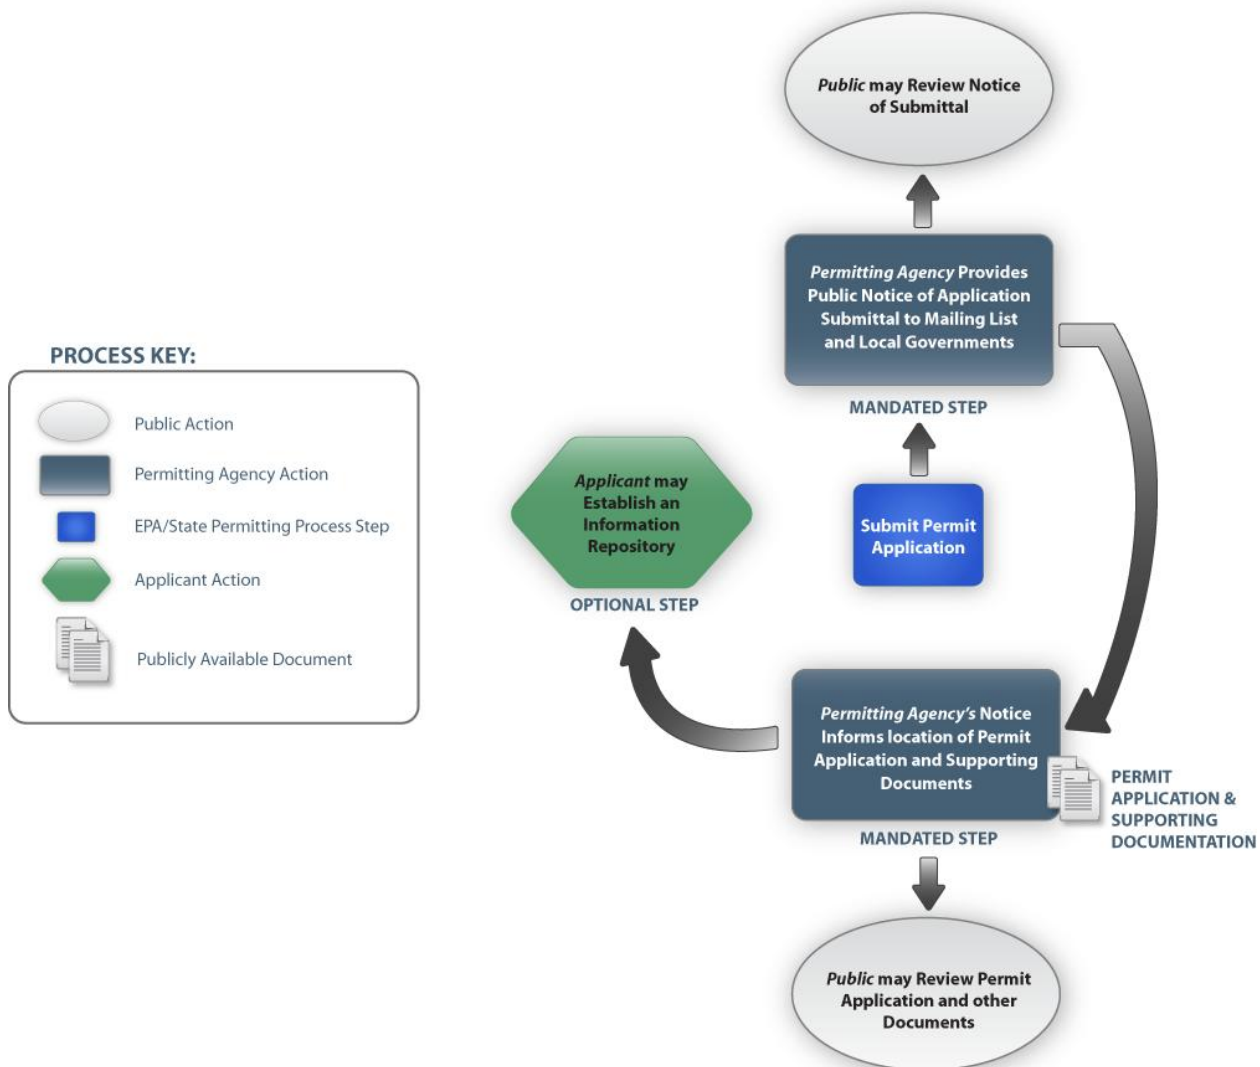 Public may Review Notice
of Submittal
Permitting Agency Provides
Public Notice of Application
Submittal to Mailing List
and Local Governments
MANDATED STEP
PROCESS KEY:
Public Action
Permitting Agency Action
EPA/State Permitting Process Step
Applicant Action
Publicly Available Document
Applicant may
Establish an
Information
Repository
OPTIONAL STEP
Submit Permit
Application
Permitting Agency's Notice
Informs location of Permit
Application and Supporting
Documents
MANDATED STEP
PERMIT
APPLICATION &
SUPPORTING
DOCUMENTATION
Public may Review Permit
Application and other
Documents